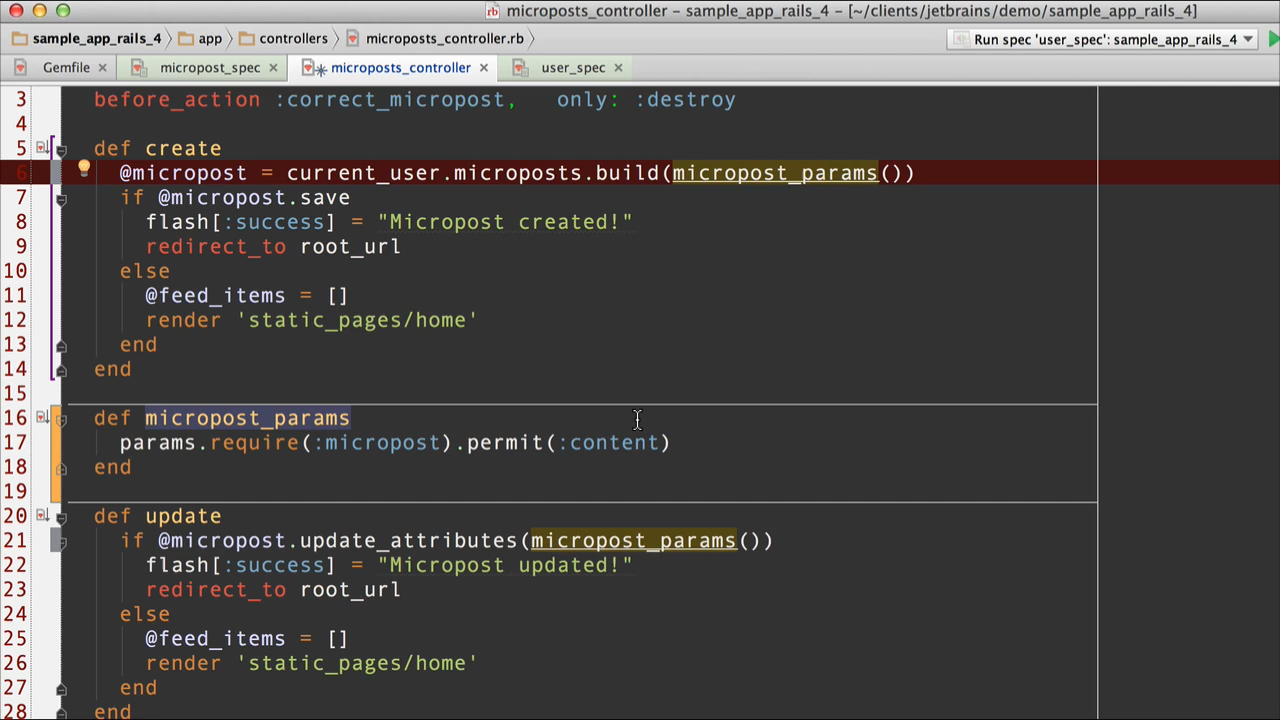 microposts_controller – sample_app_rails_4 – [~/clients/jetbrains/demo/sample_app_rails_4]
sample_app_rails_4 app controllers microposts_controller.rb Run spec 'user_spec': sample_app_rails_4
Gemfile micropost_spec microposts_controller user_spec
3 before_action :correct_micropost, only: :destroy
4
5 def create
6 @micropost = current_user.microposts.build(micropost_params())
7 if @micropost.save
8 flash[:success] = "Micropost created!"
9 redirect_to root_url
10 else
11 @feed_items = []
12 render 'static_pages/home'
13 end
14 end
15
16 def micropost_params
17 params.require(:micropost).permit(:content)
18 end
19
20 def update
21 if @micropost.update_attributes(micropost_params())
22 flash[:success] = "Micropost updated!"
23 redirect_to root_url
24 else
25 @feed_items = []
26 render 'static_pages/home'
27 end
28 end